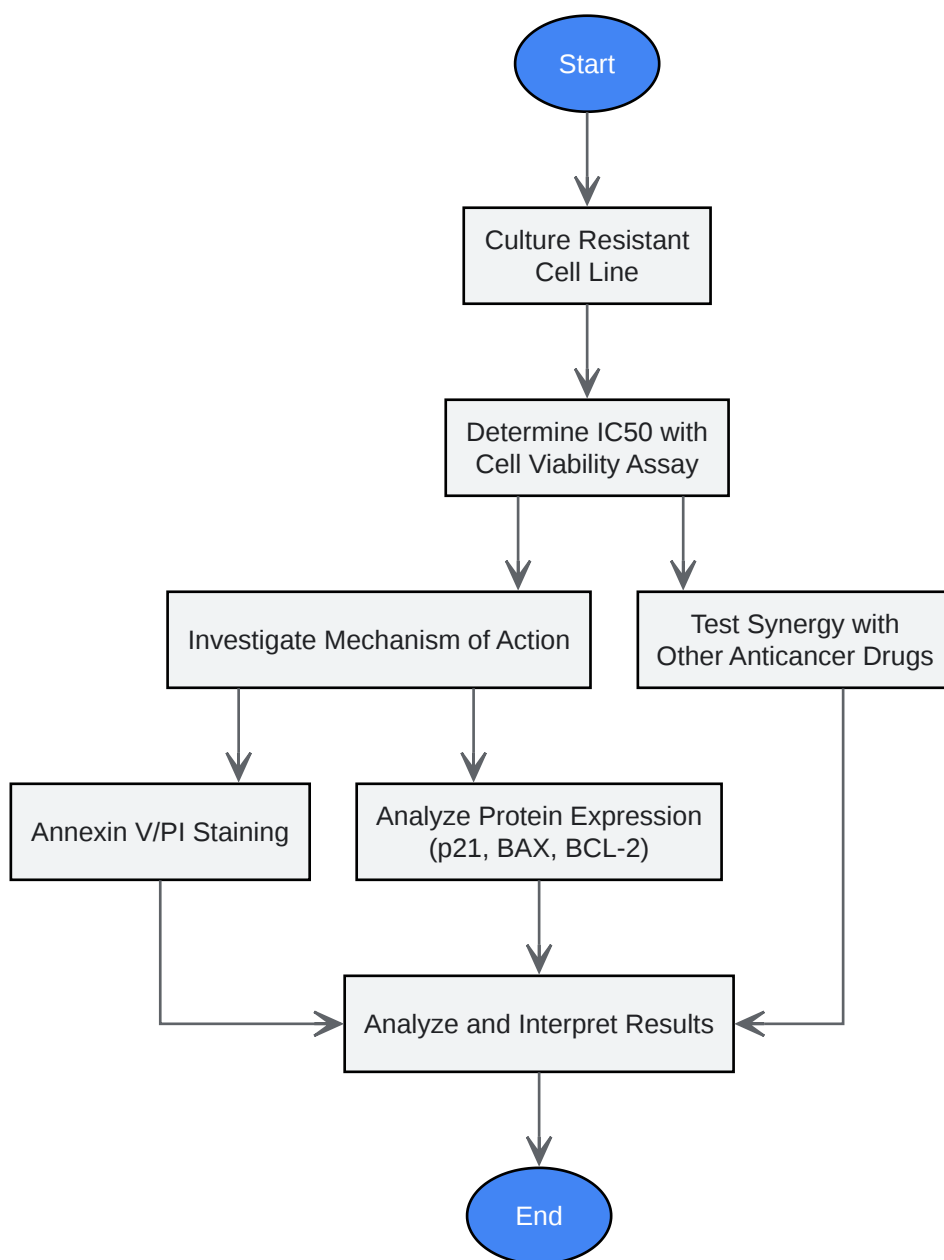 Start
Culture Resistant
Cell Line
Determine IC50 with
Cell Viability Assay
Investigate Mechanism of Action
Test Synergy with
Other Anticancer Drugs
Annexin V/PI Staining
Analyze Protein Expression
(p21, BAX, BCL-2)
Analyze and Interpret Results
End